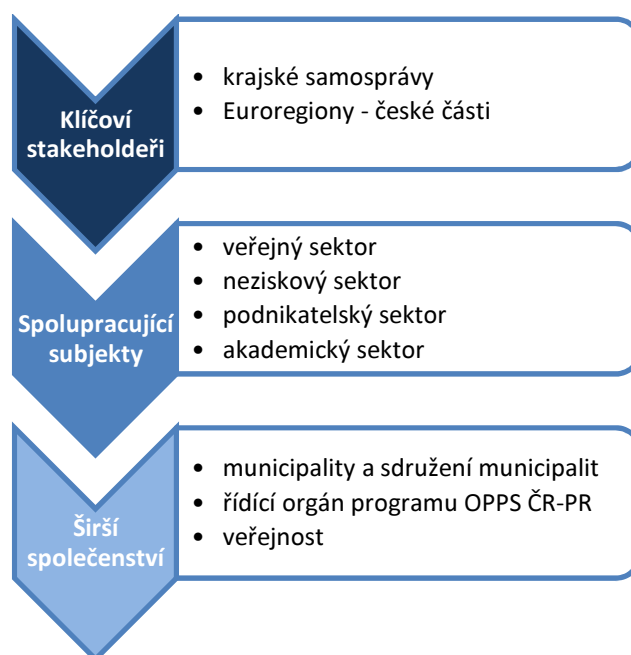 Klíčoví
stakeholdeři
• krajské samosprávy
• Euroregiony - české části
Spolupracující
subjekty
• veřejný sektor
• neziskový sektor
• podnikatelský sektor
• akademický sektor
Širší
společenství
• municipality a sdružení municipalit
• řídící orgán programu OPPS ČR-PR
• veřejnost